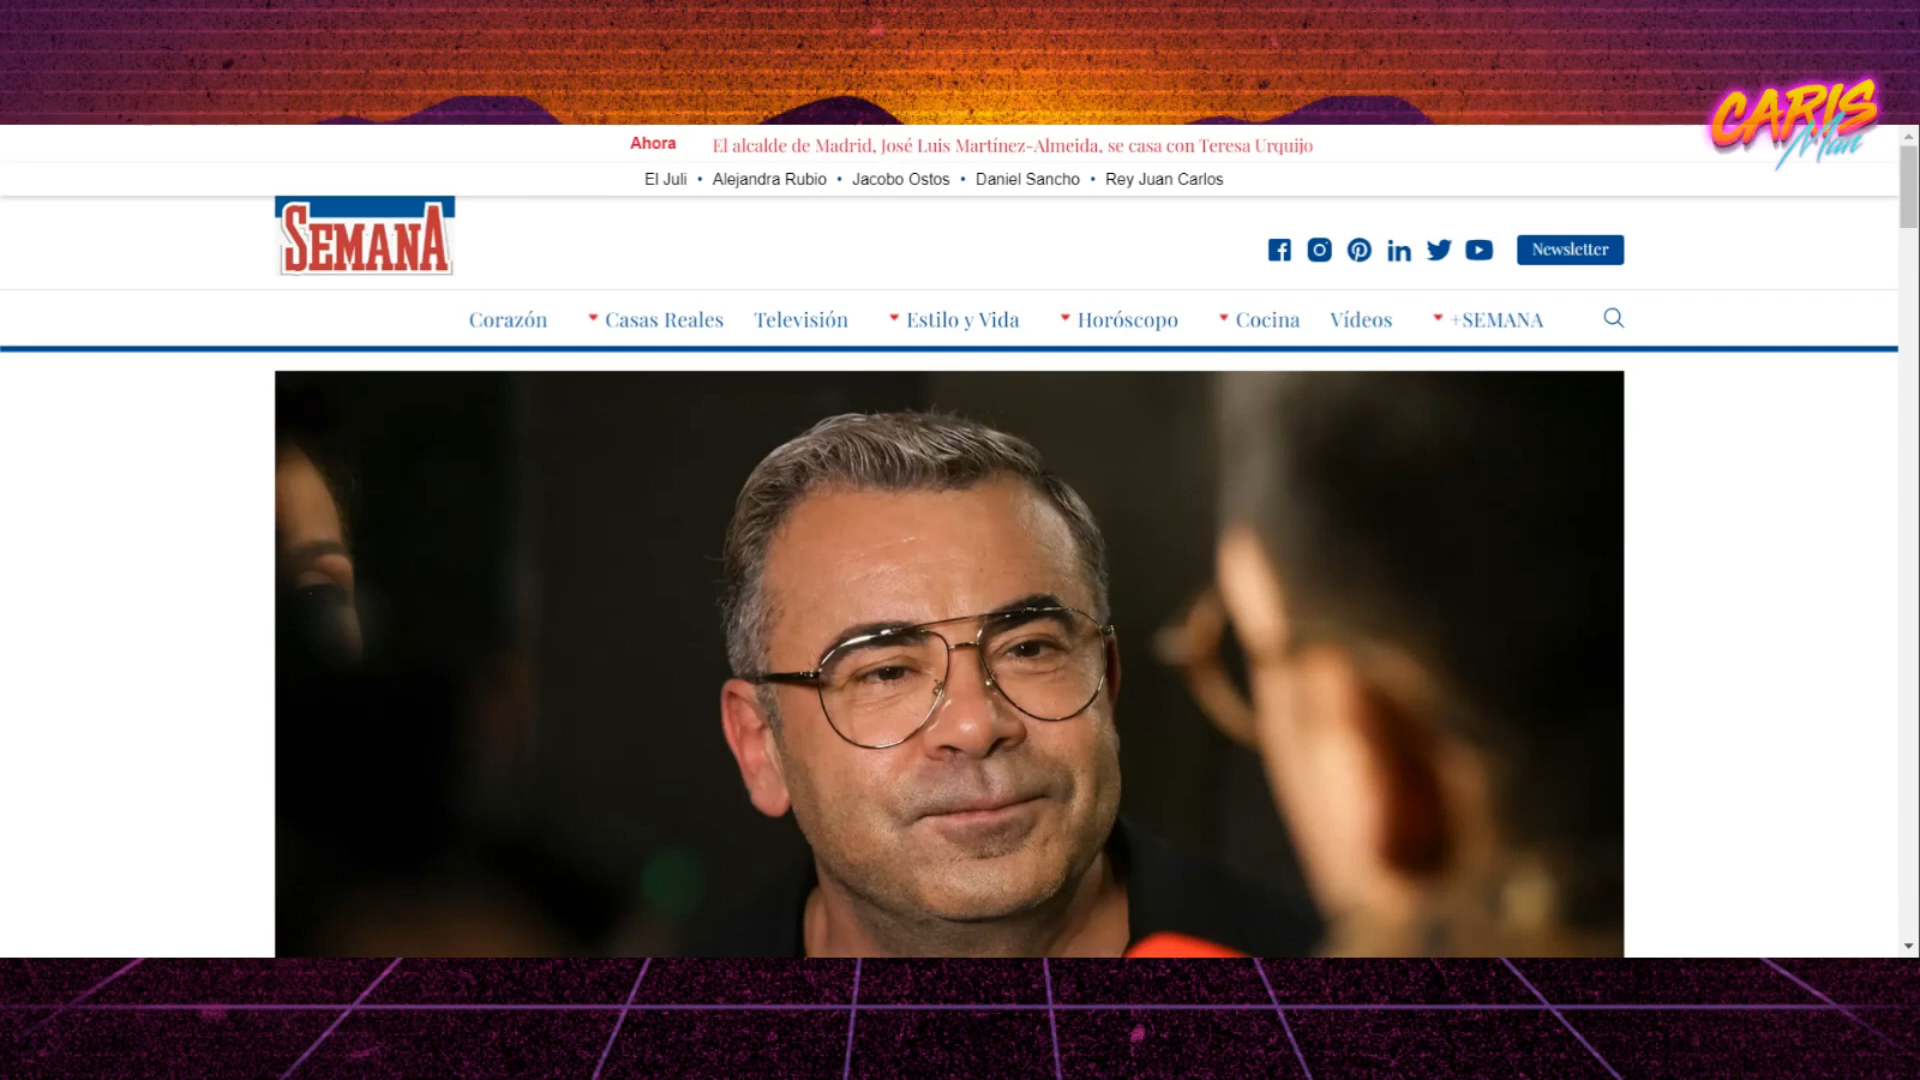 CARIS
Man
Ahora El alcalde de Madrid, José Luis Martínez-Almeida, se casa con Teresa Urquijo
El Juli • Alejandra Rubio • Jacobo Ostos • Daniel Sancho • Rey Juan Carlos
SEMANA
Newsletter
Corazón Casas Reales Televisión Estilo y Vida Horóscopo Cocina Vídeos +SEMANA